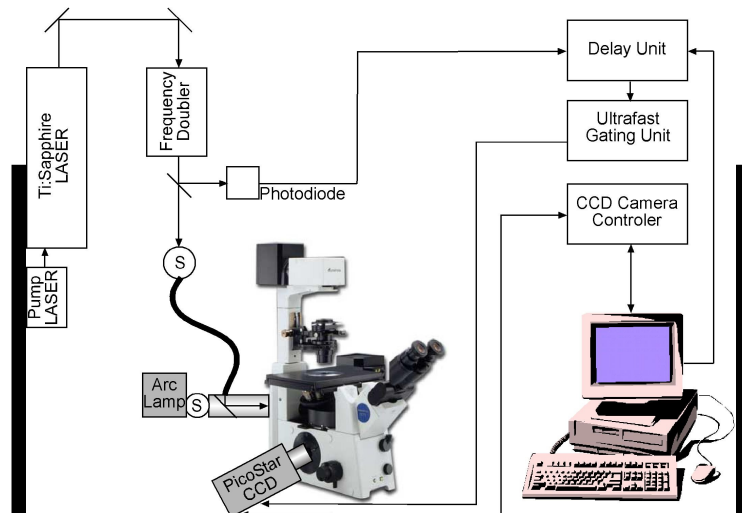 Delay Unit
Ultrafast
Gating Unit
Frequency
Doubler
Ti:Sapphire
LASER
Photodiode
CCD Camera
Controler
S
Pump
LASER
Arc
Lamp
S
PicoStar
CCD